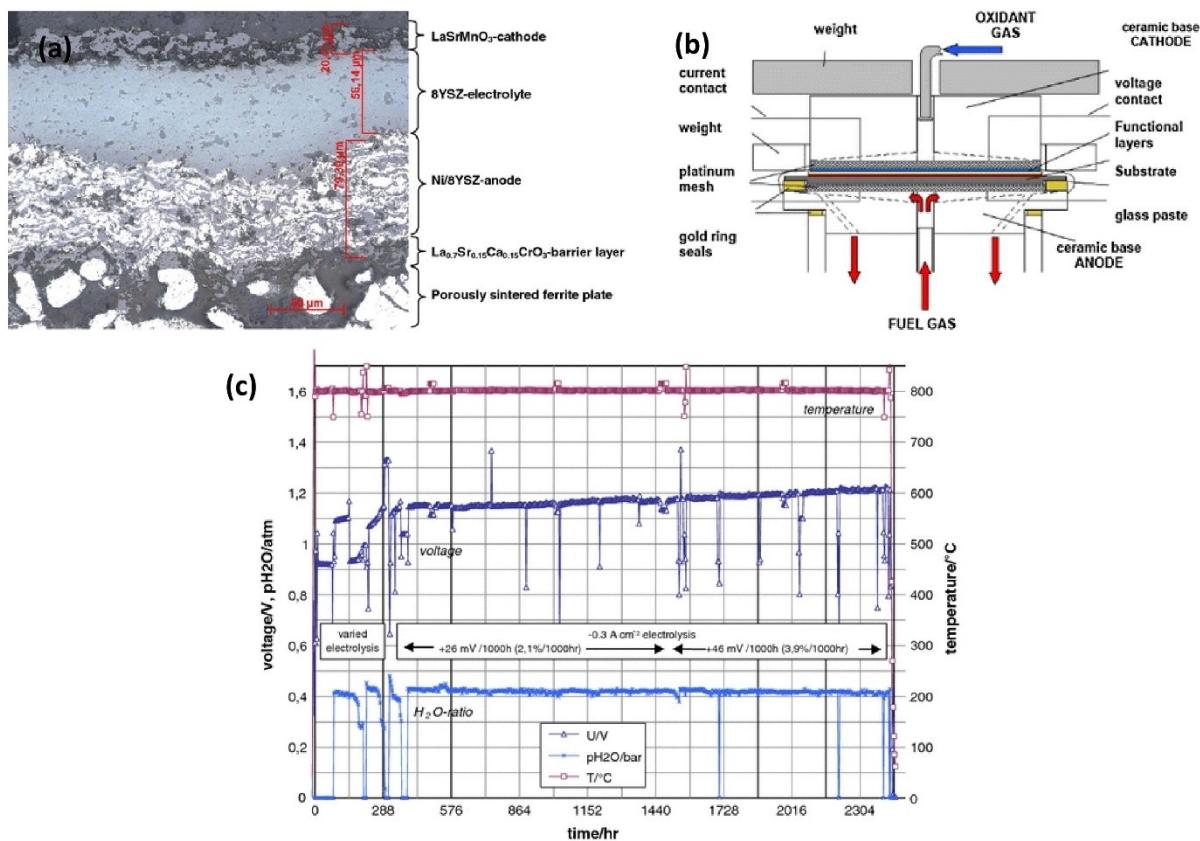 (a)
LaSrMnO₃-cathode
8YSZ-electrolyte
56,14 µm
Ni/8YSZ-anode
La₀.₇Sr₀.₁₅Ca₀.₁₅CrO₃-barrier layer
Porously sintered ferrite plate
(b)
OXIDANT
GAS
ceramic base
CATHODE
weight
current
contact
voltage
contact
weight
Functional
layers
platinum
mesh
Substrate
glass paste
gold ring
seals
ceramic base
ANODE
FUEL GAS
(c)
voltage/V, pH2O/atm
1,6
1,4
1,2
1
0,8
0,6
0,4
0,2
0
temperature
voltage
varied
electrolysis
-0.3 A cm⁻² electrolysis
+26 mV /1000h (2,1%/1000hr)
+46 mV /1000h (3,9%/1000hr)
H₂O-ratio
U/V
pH2O/bar
T/°C
800
700
600
500
400
300
200
100
0
temperature/°C
0
288
576
864
1152
1440
1728
2016
2304
time/hr